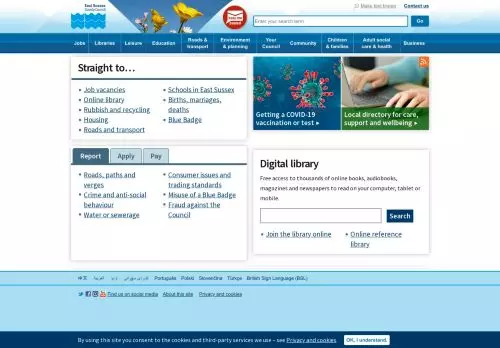 East Sussex
County Council
Make text bigger
Contact us
Enter your search term
Go
Jobs
Libraries
Leisure
Education
Roads &
transport
Environment
& planning
Your
Council
Community
Children
& families
Adult social
care & health
Business
Straight to…
Job vacancies
Online library
Rubbish and recycling
Housing
Roads and transport
Schools in East Sussex
Births, marriages,
deaths
Blue Badge
Getting a COVID-19
vaccination or test ▸
Local directory for care,
support and wellbeing ▸
Report
Apply
Pay
Roads, paths and
verges
Crime and anti-social
behaviour
Water or sewerage
Consumer issues and
trading standards
Misuse of a Blue Badge
Fraud against the
Council
Digital library
Free access to thousands of online books, audiobooks,
magazines and newspapers to read on your computer, tablet or
mobile.
Search
Join the library online
Online reference
library
中文 العربية Português Polski Slovenčina Türkçe British Sign Language (BSL)
Find us on social media
About this site
Privacy and cookies
By using this site you consent to the cookies and third-party services we use – see Privacy and cookies
OK, I understand.